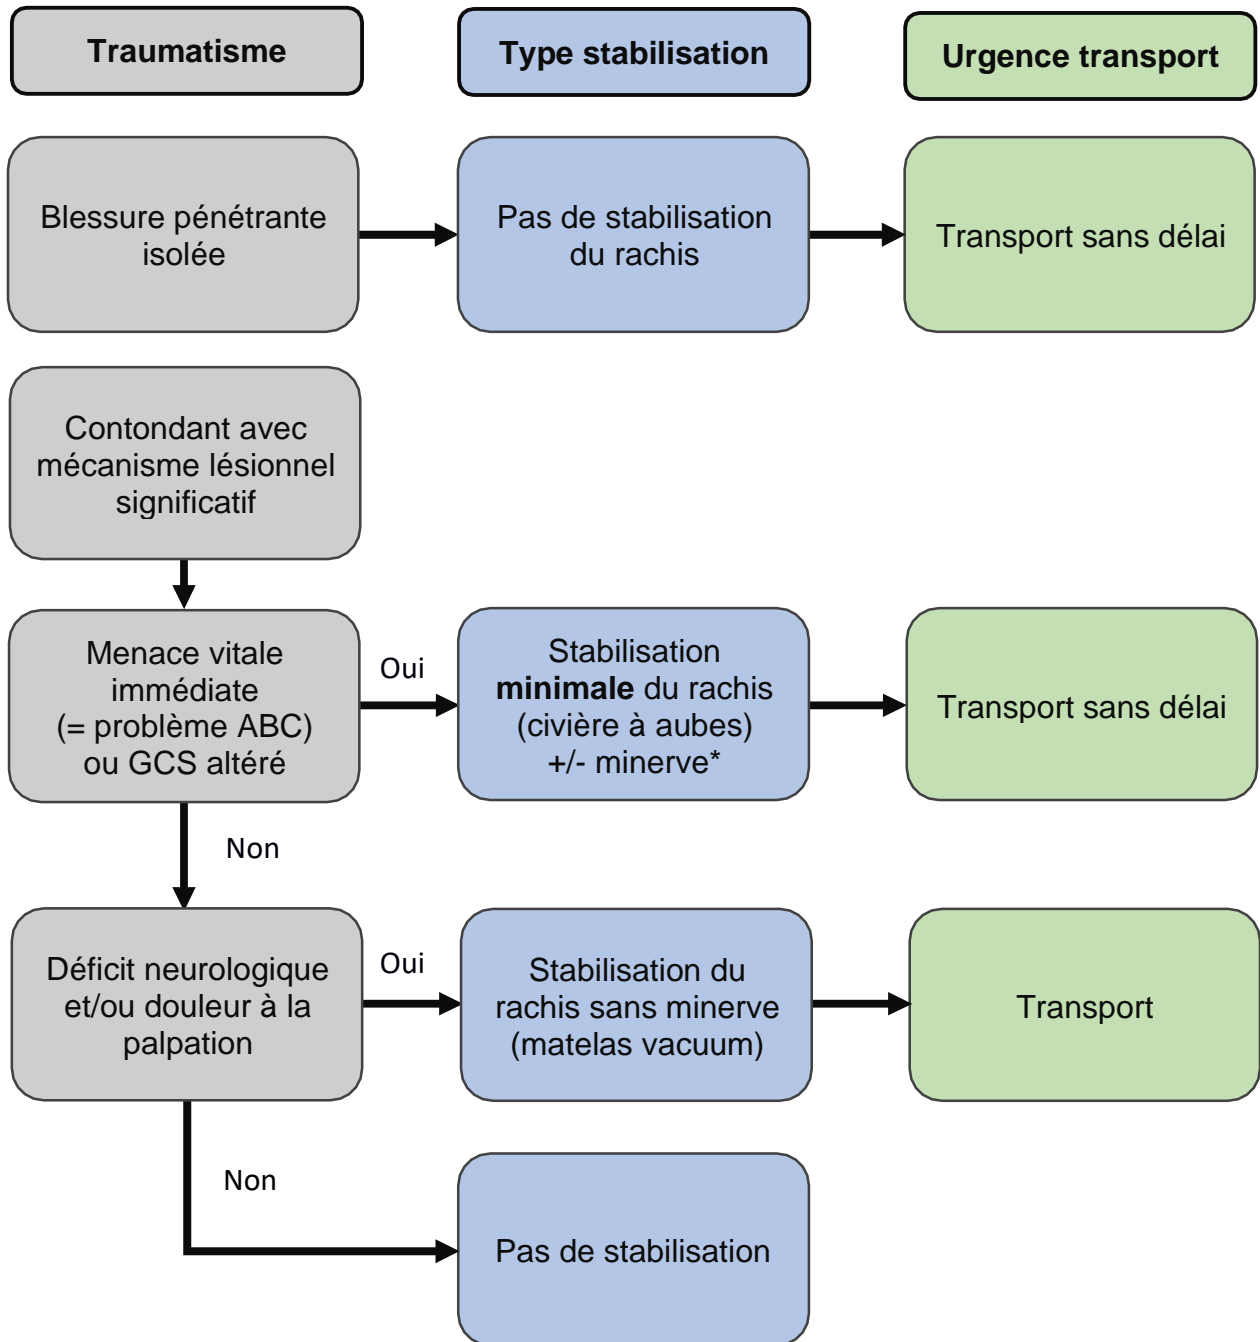 Traumatisme
Type stabilisation
Urgence transport
Blessure pénétrante
isolée
Pas de stabilisation
du rachis
Transport sans délai
Contondant avec
mécanisme lésionnel
significatif
Menace vitale
immédiate
(= problème ABC)
ou GCS altéré
Oui
Stabilisation
minimale du rachis
(civière à aubes)
+/- minerve*
Transport sans délai
Non
Déficit neurologique
et/ou douleur à la
palpation
Oui
Stabilisation du
rachis sans minerve
(matelas vacuum)
Transport
Non
Pas de stabilisation